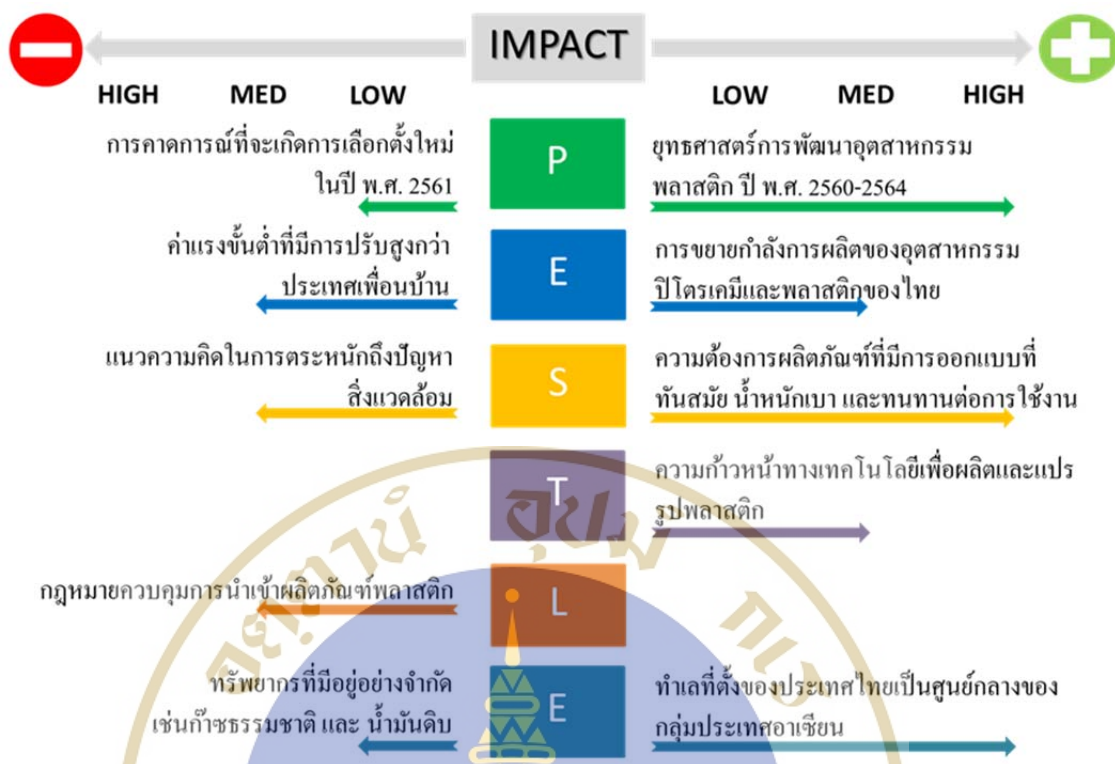 IMPACT
HIGH MED LOW LOW MED HIGH
การคาดการณ์ที่จะเกิดการเลือกตั้งใหม่
ในปี พ.ศ. 2561
P
ยุทธศาสตร์การพัฒนาอุตสาหกรรม
พลาสติก ปี พ.ศ. 2560-2564
ค่าแรงขั้นต่ำที่มีการปรับสูงกว่า
ประเทศเพื่อนบ้าน
E
การขยายกำลังการผลิตของอุตสาหกรรม
ปิโตรเคมีและพลาสติกของไทย
แนวความคิดในการตระหนักถึงปัญหา
สิ่งแวดล้อม
S
ความต้องการผลิตภัณฑ์ที่มีการออกแบบที่
ทันสมัย น้ำหนักเบา และทนทานต่อการใช้งาน
T
ความก้าวหน้าทางเทคโนโลยีเพื่อผลิตและแปร
รูปพลาสติก
กฎหมายควบคุมการนำเข้าผลิตภัณฑ์พลาสติก
L
ทรัพยากรที่มีอยู่อย่างจำกัด
เช่นก๊าซธรรมชาติ และ น้ำมันดิบ
E
ทำเลที่ตั้งของประเทศไทยเป็นศูนย์กลางของ
กลุ่มประเทศอาเซียน